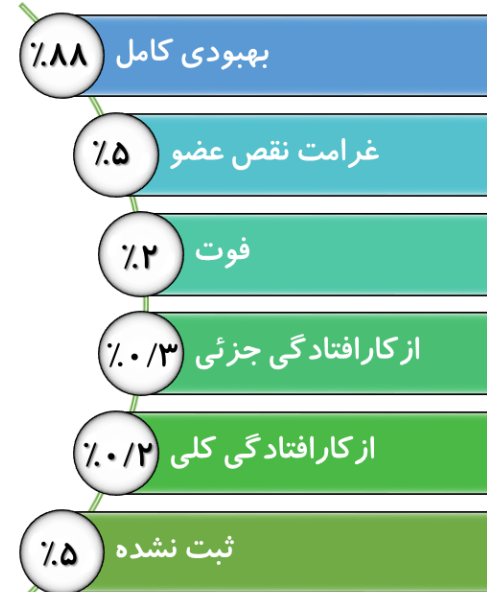 بهبودی کامل ٪۸۸
غرامت نقص عضو ٪۵
فوت ٪۲
ازکارافتادگی جزئی ٪۰/۳
ازکارافتادگی کلی ٪۰/۲
ثبت نشده ٪۵